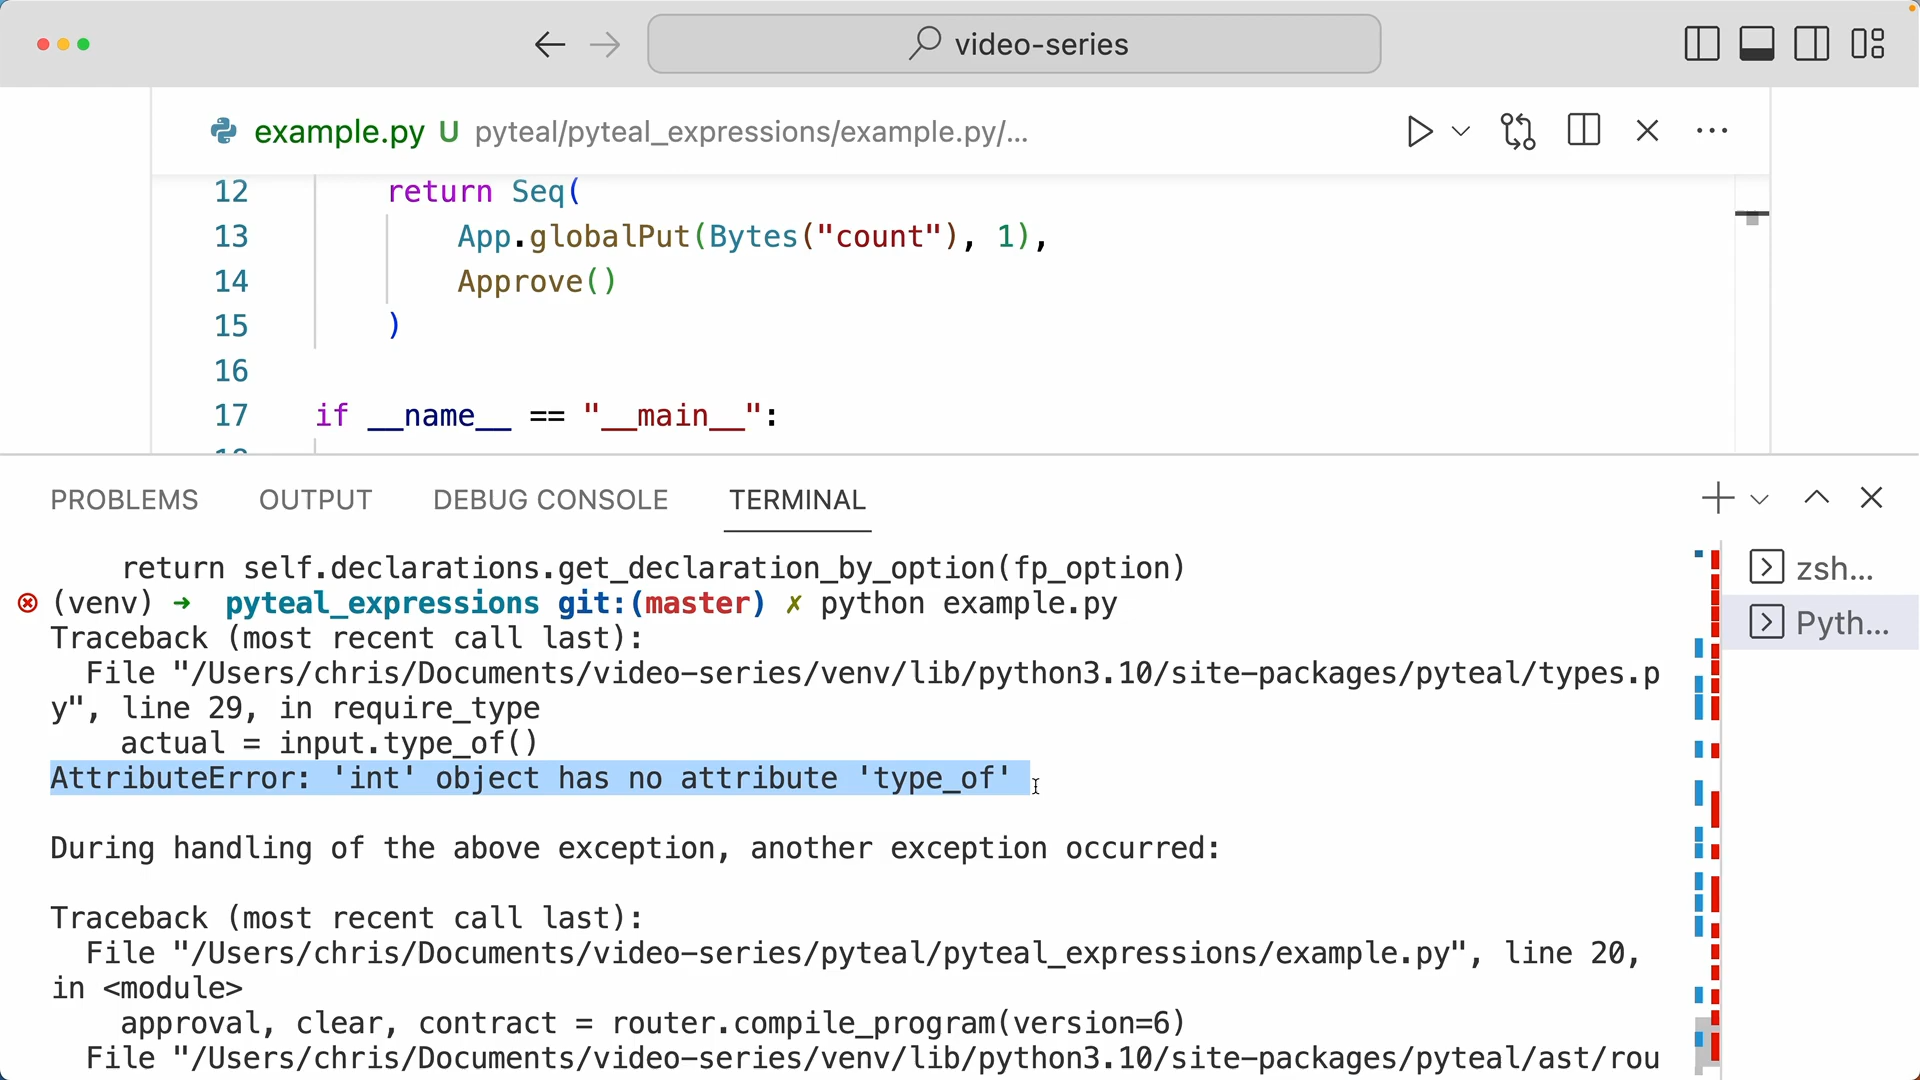 video-series
example.py U pyteal/pyteal_expressions/example.py/...
12 return Seq(
13 App.globalPut(Bytes("count"), 1),
14 Approve()
15 )
16
17 if __name__ == "__main__":
PROBLEMS OUTPUT DEBUG CONSOLE TERMINAL
return self.declarations.get_declaration_by_option(fp_option)
(venv) ➜ pyteal_expressions git:(master) ✗ python example.py
Traceback (most recent call last):
File "/Users/chris/Documents/video-series/venv/lib/python3.10/site-packages/pyteal/types.p
y", line 29, in require_type
actual = input.type_of()
AttributeError: 'int' object has no attribute 'type_of'
During handling of the above exception, another exception occurred:
Traceback (most recent call last):
File "/Users/chris/Documents/video-series/pyteal/pyteal_expressions/example.py", line 20,
in <module>
approval, clear, contract = router.compile_program(version=6)
File "/Users/chris/Documents/video-series/venv/lib/python3.10/site-packages/pyteal/ast/rou
zsh...
Pyth...